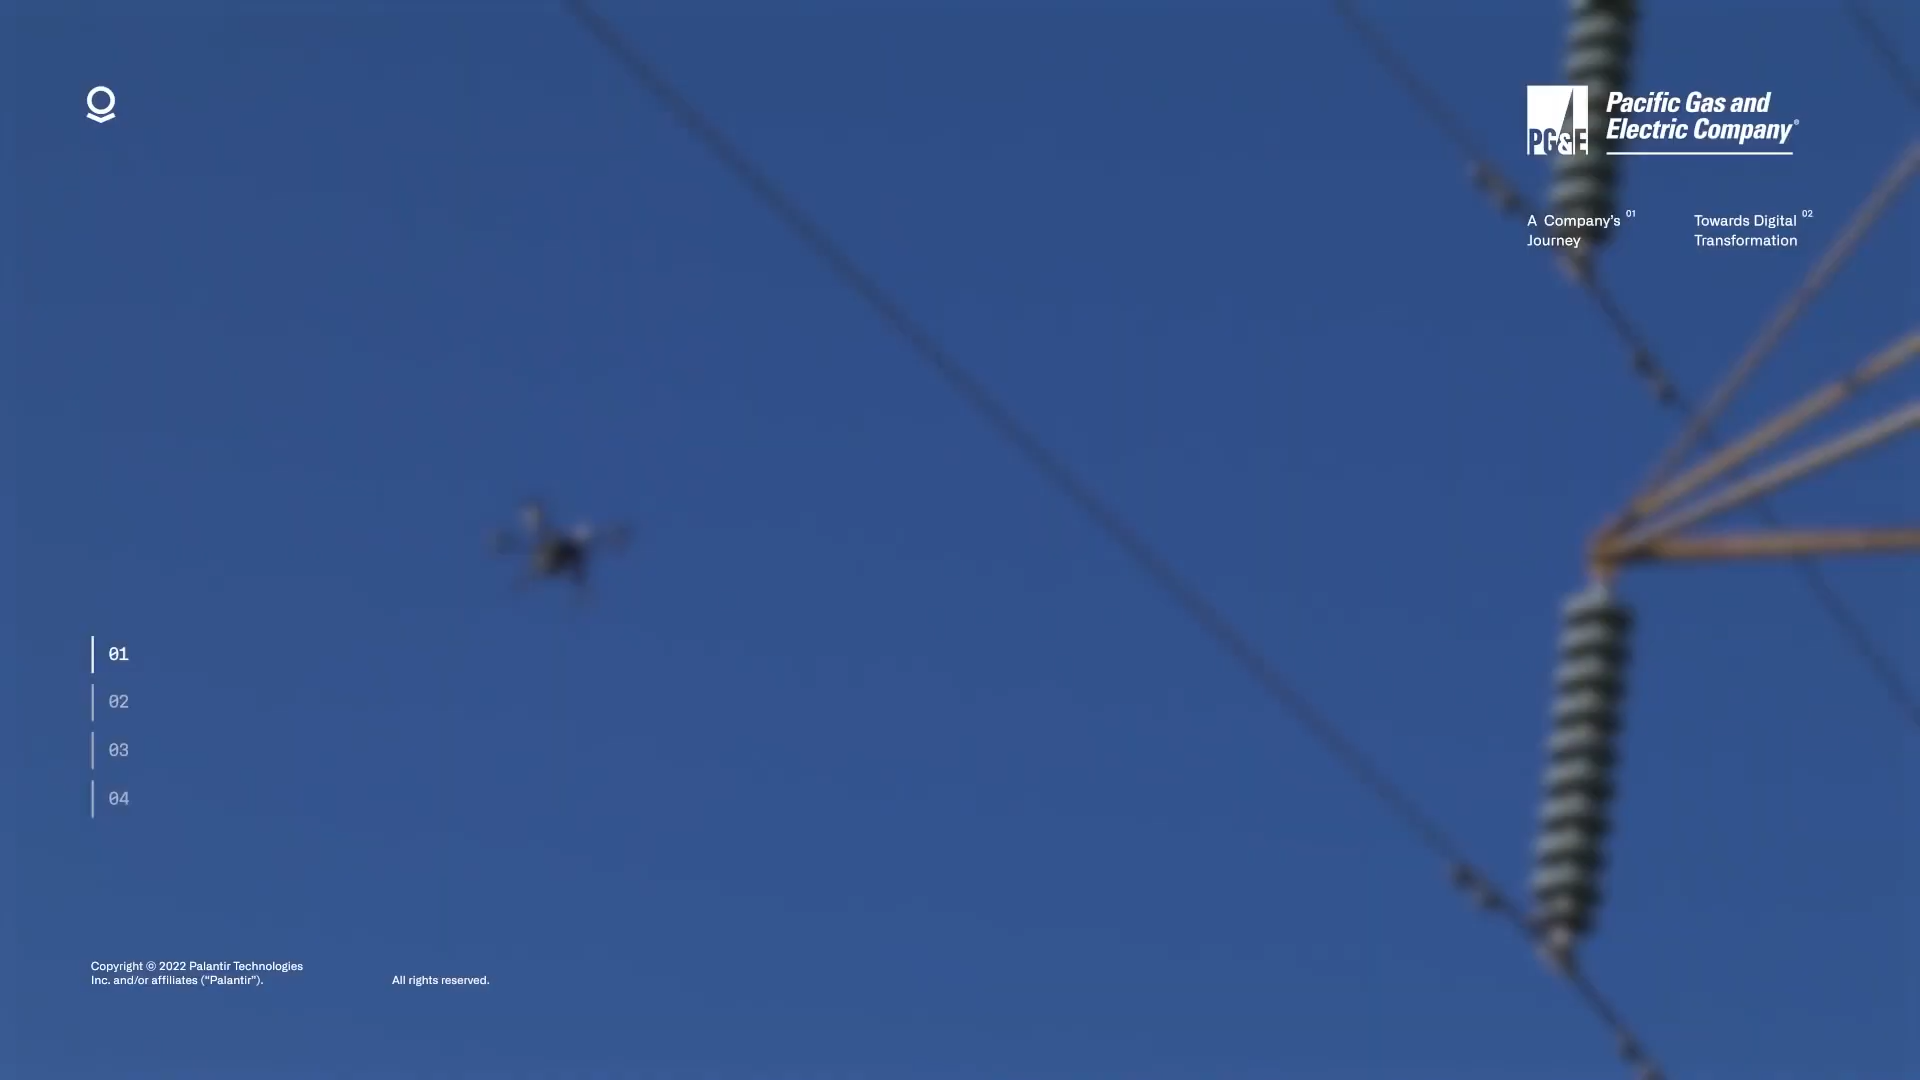 PG&E
Pacific Gas and
Electric Company®
A Company's 01
Journey
Towards Digital 02
Transformation
01
02
03
04
Copyright © 2022 Palantir Technologies
Inc. and/or affiliates (“Palantir”).
All rights reserved.